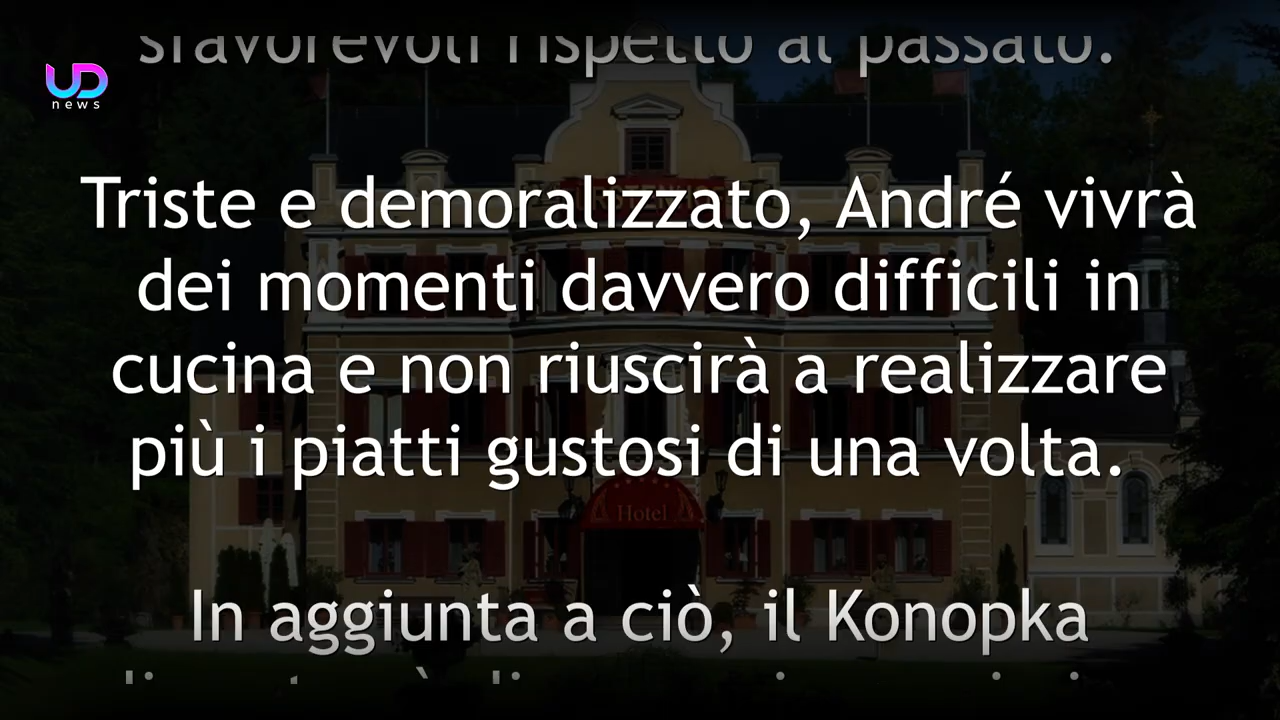 sfavorevoli rispetto al passato.
UD
news
Triste e demoralizzato, André vivrà
dei momenti davvero difficili in
cucina e non riuscirà a realizzare
più i piatti gustosi di una volta.
Hotel
In aggiunta a ciò, il Konopka